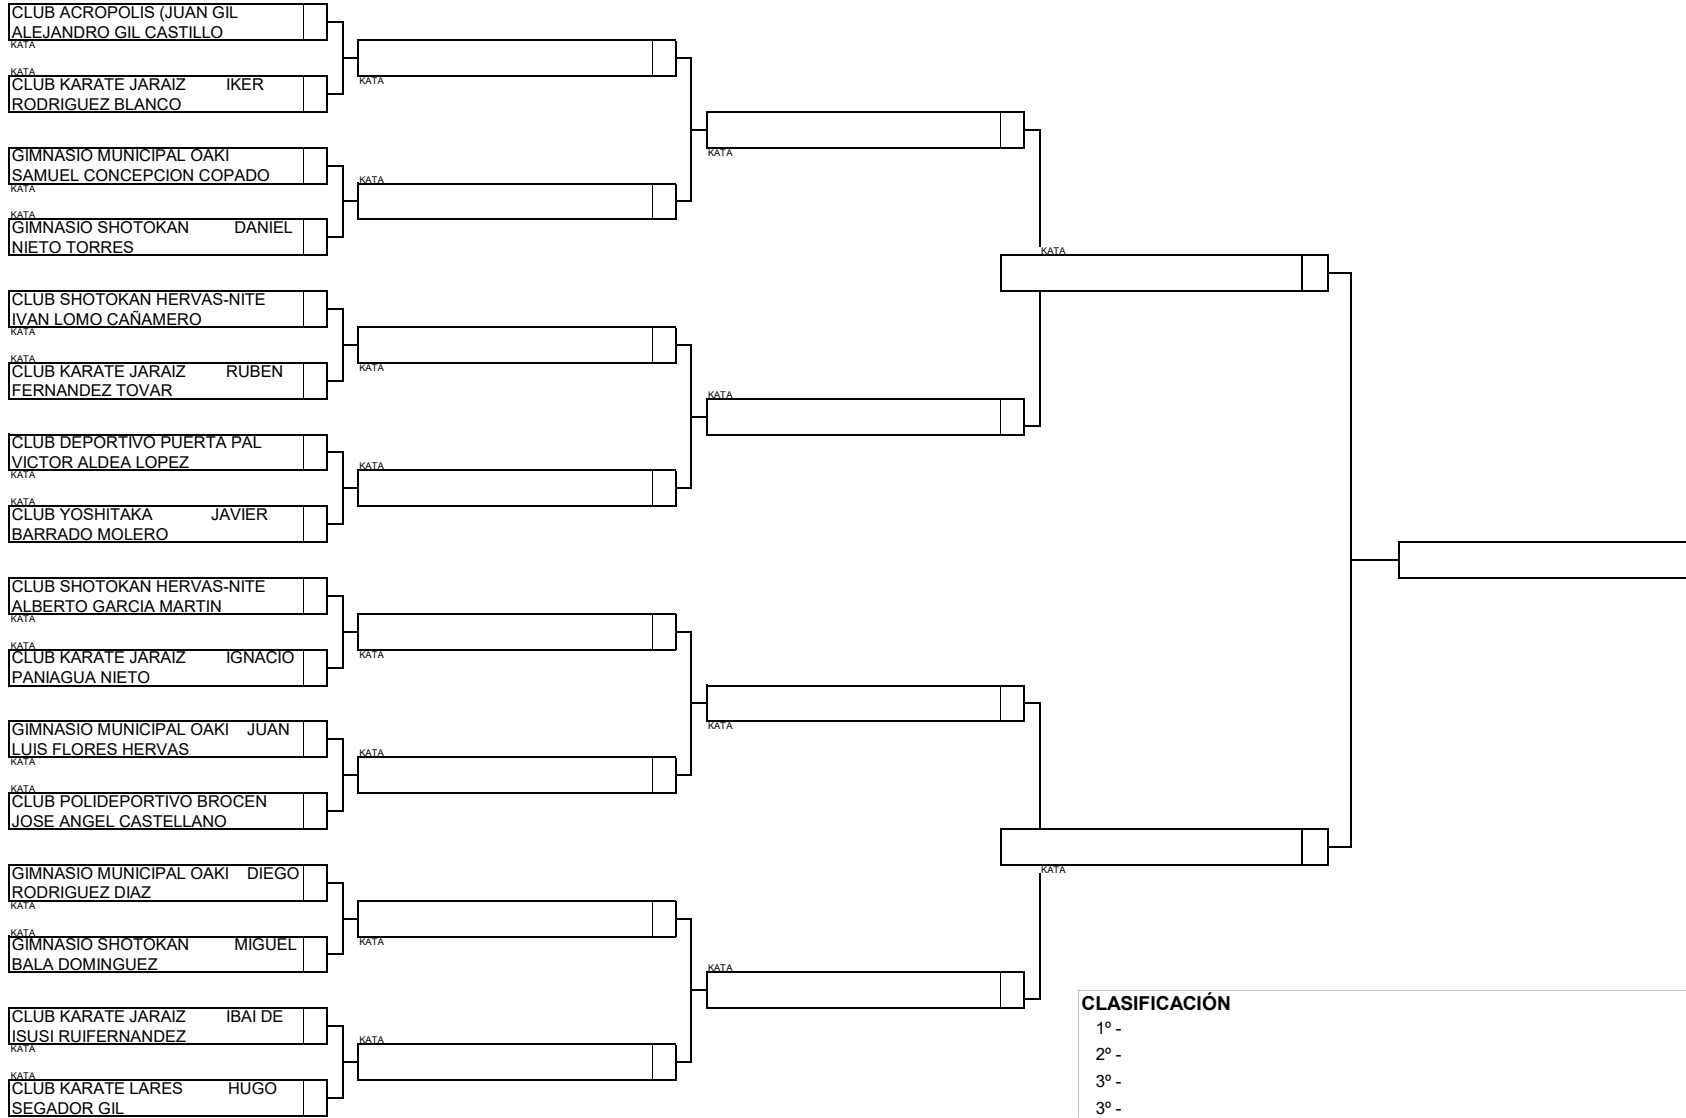 CLUB ACROPOLIS (JUAN GIL
ALEJANDRO GIL CASTILLO
KATA
KATA
CLUB KARATE JARAIZ IKER
RODRIGUEZ BLANCO
GIMNASIO MUNICIPAL OAKI
SAMUEL CONCEPCION COPADO
KATA
KATA
GIMNASIO SHOTOKAN DANIEL
NIETO TORRES
CLUB SHOTOKAN HERVAS-NITE
IVAN LOMO CAÑAMERO
KATA
KATA
CLUB KARATE JARAIZ RUBEN
FERNANDEZ TOVAR
CLUB DEPORTIVO PUERTA PAL
VICTOR ALDEA LOPEZ
KATA
KATA
CLUB YOSHITAKA JAVIER
BARRADO MOLERO
CLUB SHOTOKAN HERVAS-NITE
ALBERTO GARCIA MARTIN
KATA
KATA
CLUB KARATE JARAIZ IGNACIO
PANIAGUA NIETO
GIMNASIO MUNICIPAL OAKI JUAN
LUIS FLORES HERVAS
KATA
KATA
CLUB POLIDEPORTIVO BROCEN
JOSE ANGEL CASTELLANO
GIMNASIO MUNICIPAL OAKI DIEGO
RODRIGUEZ DIAZ
KATA
KATA
GIMNASIO SHOTOKAN MIGUEL
BALA DOMINGUEZ
CLUB KARATE JARAIZ IBAI DE
ISUSI RUIFERNANDEZ
KATA
KATA
CLUB KARATE LARES HUGO
SEGADOR GIL
KATA
KATA
KATA
KATA
KATA
KATA
KATA
KATA
KATA
KATA
KATA
KATA
KATA
KATA
CLASIFICACIÓN
1º -
2º -
3º -
3º -